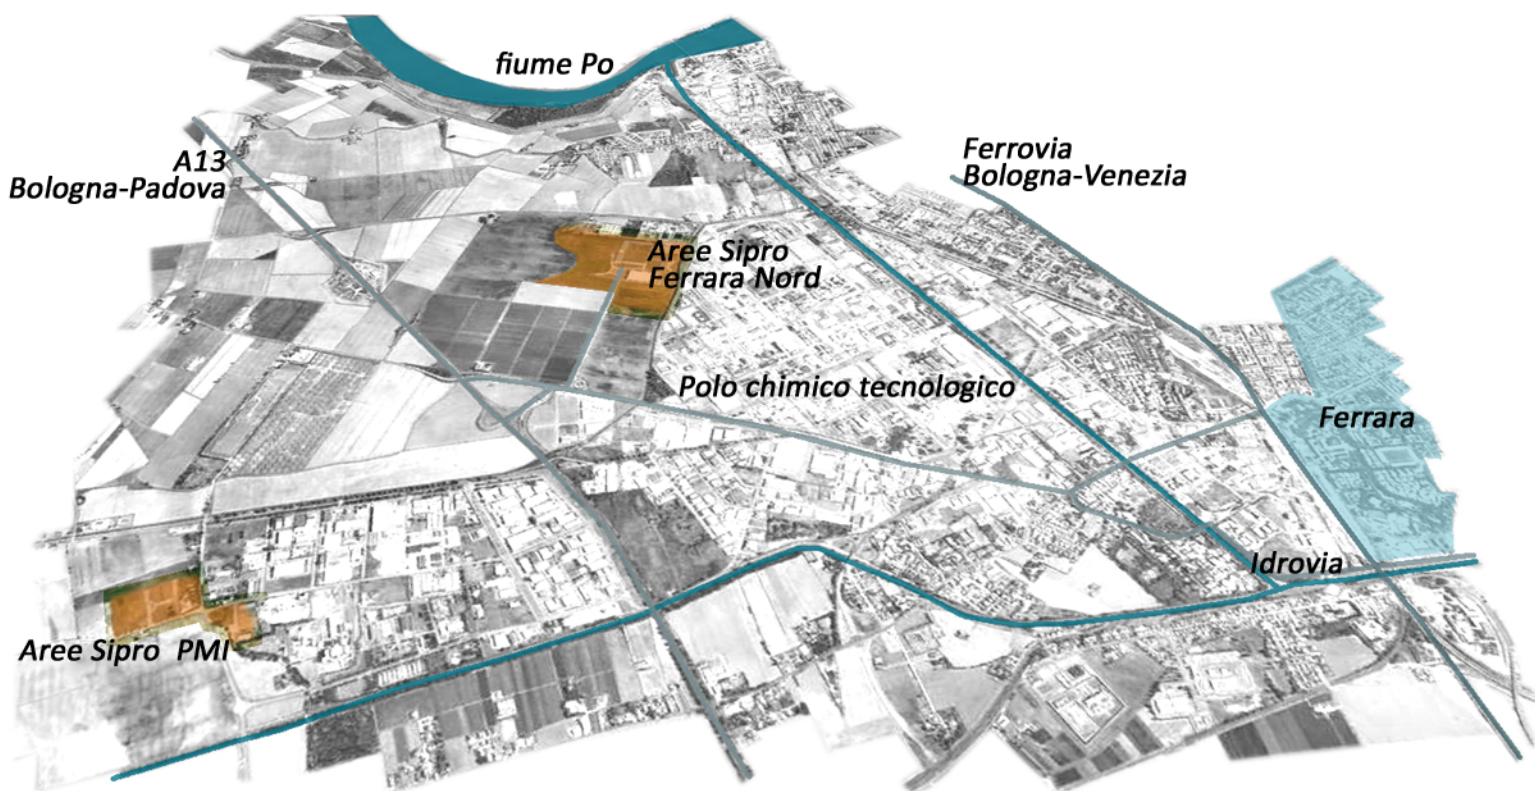 fiume Po
A13
Bologna-Padova
Ferrovia
Bologna-Venezia
Aree Sipro
Ferrara Nord
Polo chimico tecnologico
Ferrara
Idrovia
Aree Sipro PMI